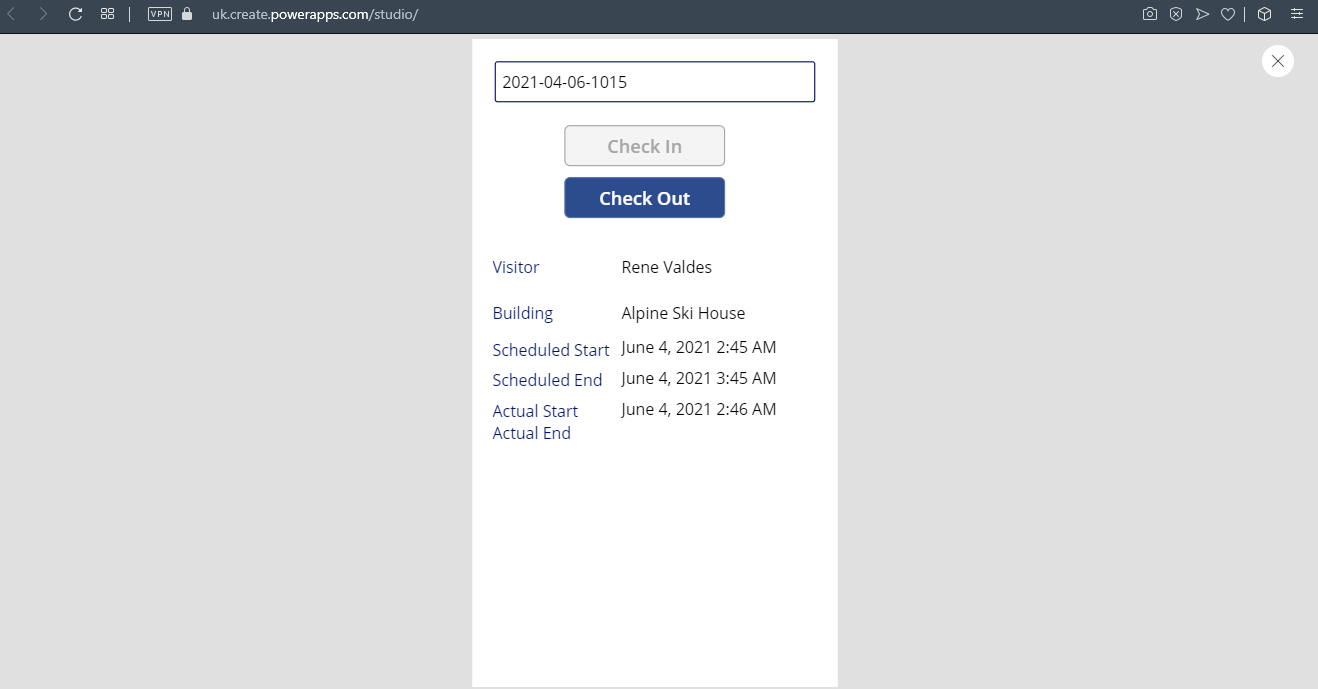 VPN uk.create.powerapps.com/studio/
2021-04-06-1015
Check In
Check Out
Visitor Rene Valdes
Building Alpine Ski House
Scheduled Start June 4, 2021 2:45 AM
Scheduled End June 4, 2021 3:45 AM
Actual Start June 4, 2021 2:46 AM
Actual End